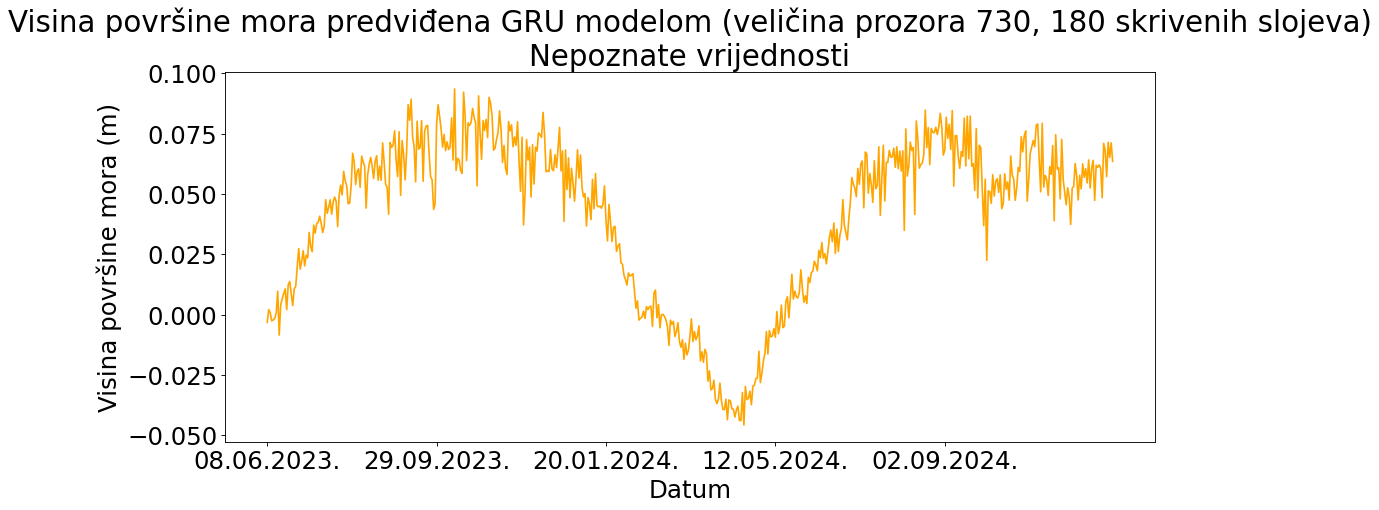 Visina površine mora predviđena GRU modelom (veličina prozora 730, 180 skrivenih slojeva)
Nepoznate vrijednosti
Visina površine mora (m)
0.100
0.075
0.050
0.025
0.000
−0.025
−0.050
08.06.2023. 29.09.2023. 20.01.2024. 12.05.2024. 02.09.2024.
Datum